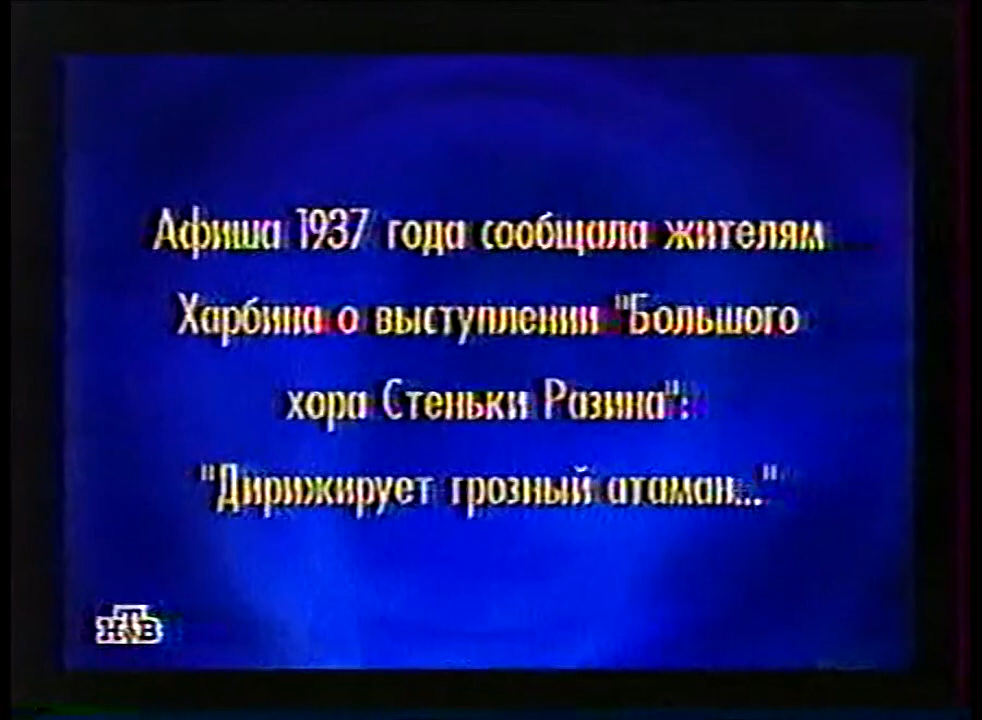 Афиша 1937 года сообщала жителям
Харбина о выступлении "Большого
хора Стеньки Разина":
"Дирижирует грозный атаман..."
НТВ